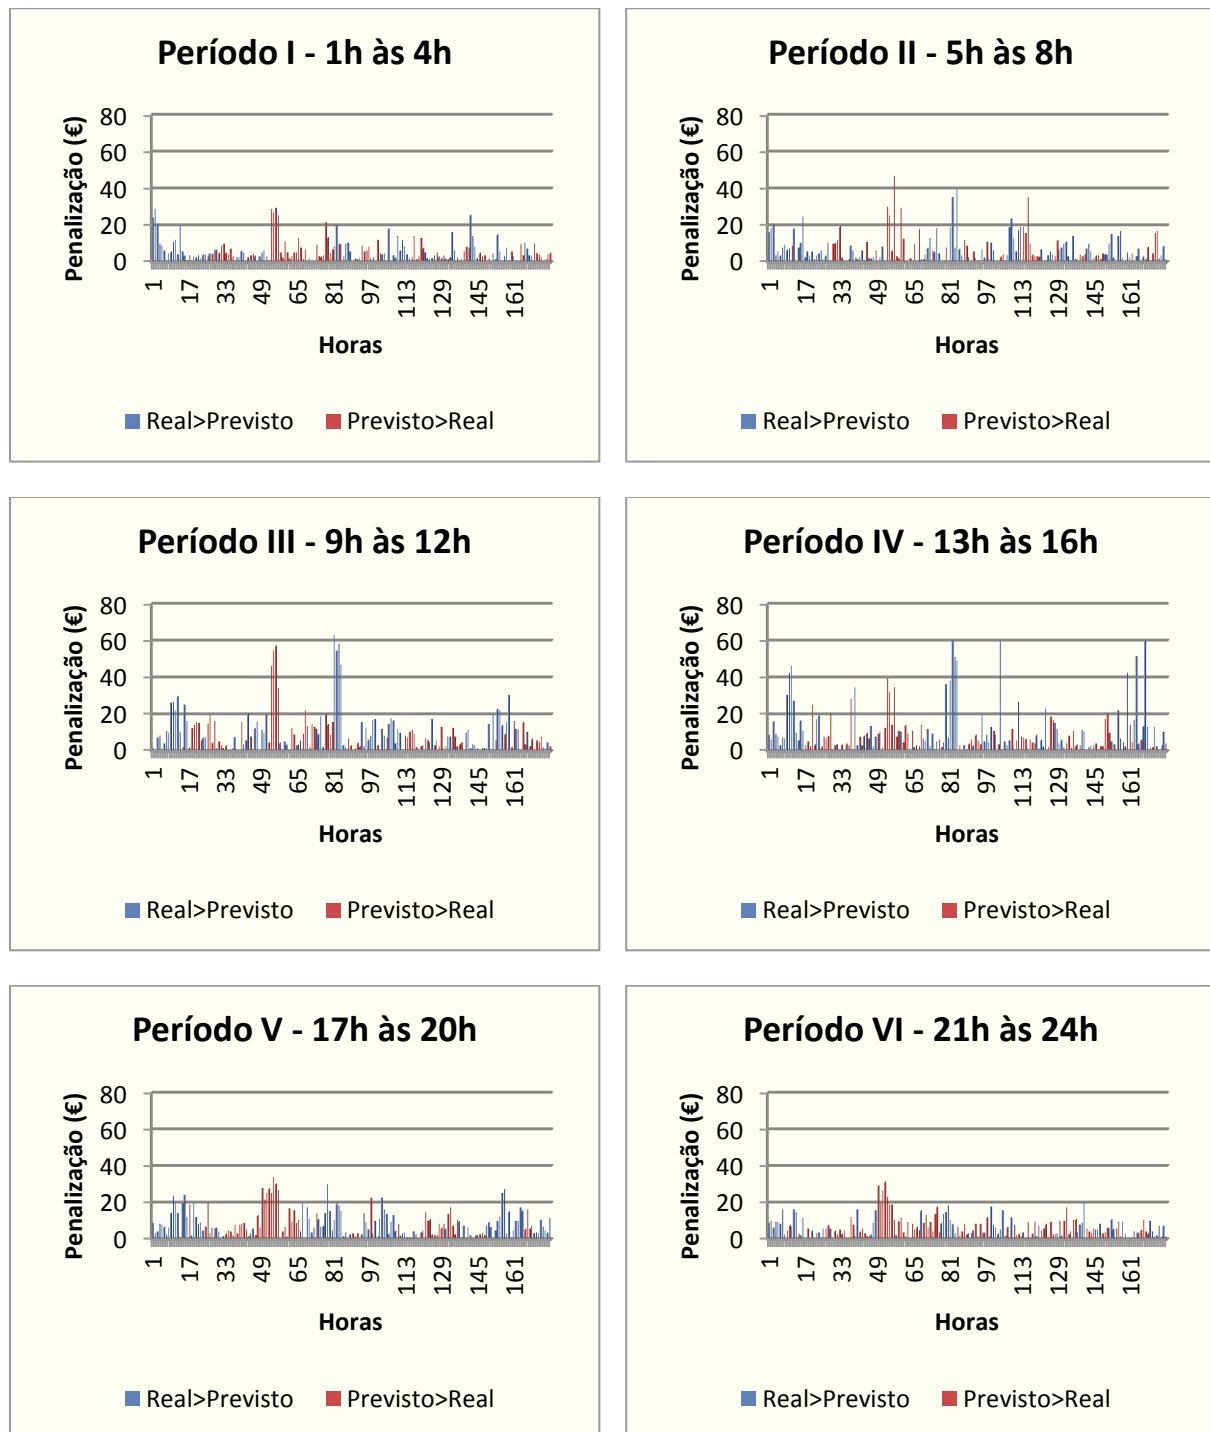 Período I - 1h às 4h
Penalização (€)
80
60
40
20
0
1 17 33 49 65 81 97 113 129 145 161
Horas
Real>Previsto Previsto>Real
Período II - 5h às 8h
Penalização (€)
80
60
40
20
0
1 17 33 49 65 81 97 113 129 145 161
Horas
Real>Previsto Previsto>Real
Período III - 9h às 12h
Penalização (€)
80
60
40
20
0
1 17 33 49 65 81 97 113 129 145 161
Horas
Real>Previsto Previsto>Real
Período IV - 13h às 16h
Penalização (€)
80
60
40
20
0
1 17 33 49 65 81 97 113 129 145 161
Horas
Real>Previsto Previsto>Real
Período V - 17h às 20h
Penalização (€)
80
60
40
20
0
1 17 33 49 65 81 97 113 129 145 161
Horas
Real>Previsto Previsto>Real
Período VI - 21h às 24h
Penalização (€)
80
60
40
20
0
1 17 33 49 65 81 97 113 129 145 161
Horas
Real>Previsto Previsto>Real